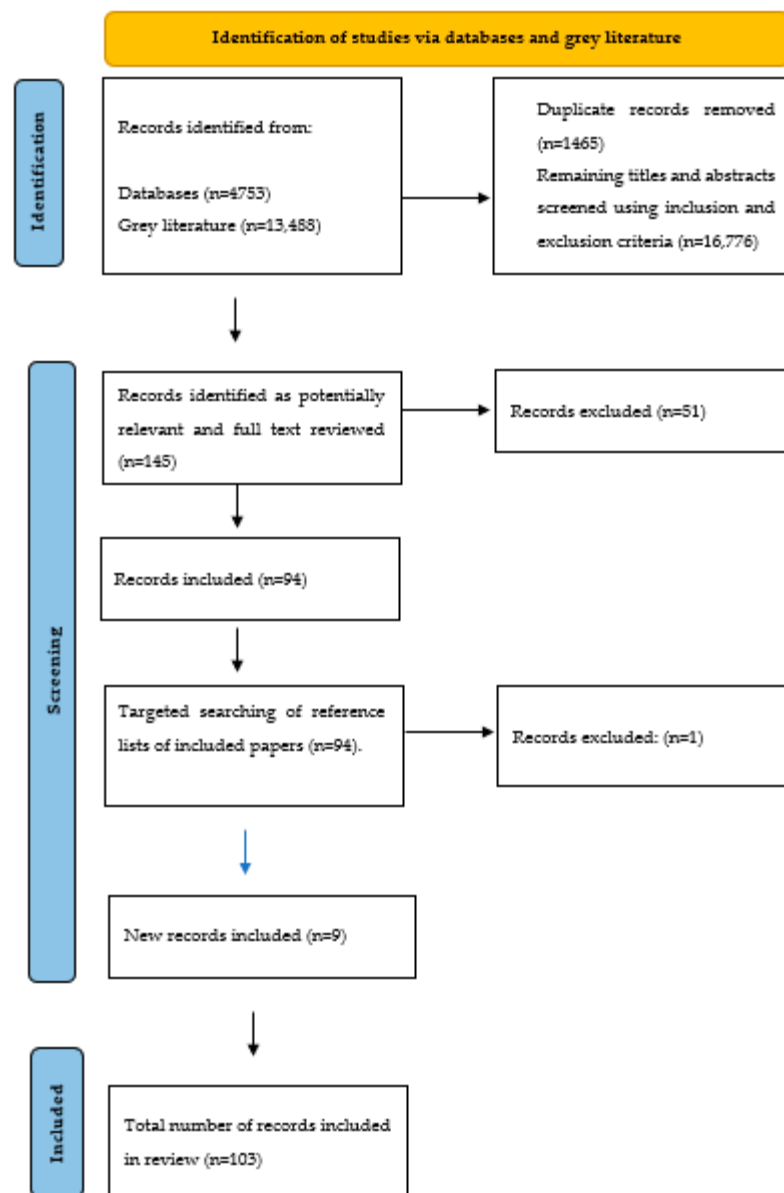 Identification of studies via databases and grey literature
Identification
Records identified from:
Databases (n=4753)
Grey literature (n=13,488)
Duplicate records removed
(n=1465)
Remaining titles and abstracts
screened using inclusion and
exclusion criteria (n=16,776)
Screening
Records identified as potentially
relevant and full text reviewed
(n=145)
Records excluded (n=51)
Records included (n=94)
Targeted searching of reference
lists of included papers (n=94).
Records excluded: (n=1)
New records included (n=9)
Included
Total number of records included
in review (n=103)